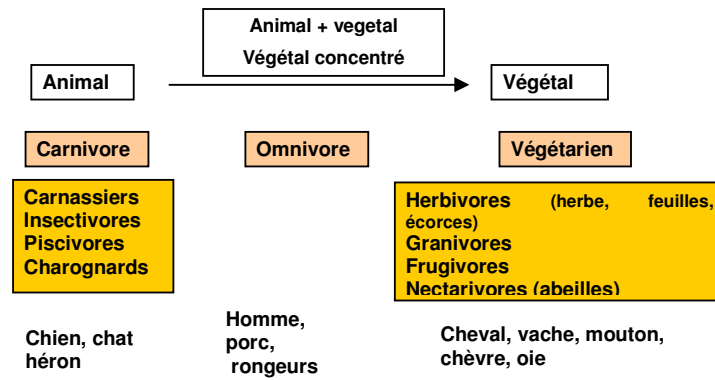 Animal + vegetal
Végétal concentré
Animal
Végétal
Carnivore
Omnivore
Végétarien
Carnassiers
Insectivores
Piscivores
Charognards
Herbivores (herbe, feuilles,
écorces)
Granivores
Frugivores
Nectarivores (abeilles)
Chien, chat
héron
Homme,
porc,
rongeurs
Cheval, vache, mouton,
chèvre, oie